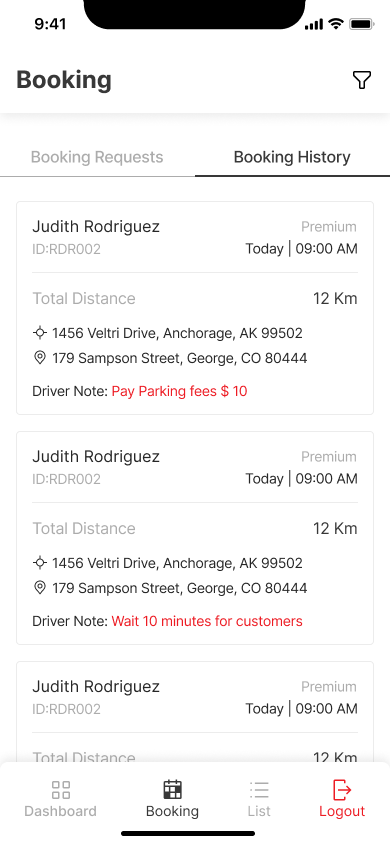 9:41
Booking
Booking Requests Booking History
Judith Rodriguez Premium
ID:RDR002 Today | 09:00 AM
Total Distance 12 Km
1456 Veltri Drive, Anchorage, AK 99502
179 Sampson Street, George, CO 80444
Driver Note: Pay Parking fees $ 10
Judith Rodriguez Premium
ID:RDR002 Today | 09:00 AM
Total Distance 12 Km
1456 Veltri Drive, Anchorage, AK 99502
179 Sampson Street, George, CO 80444
Driver Note: Wait 10 minutes for customers
Judith Rodriguez Premium
ID:RDR002 Today | 09:00 AM
Total Distance 12 Km
Dashboard Booking List Logout